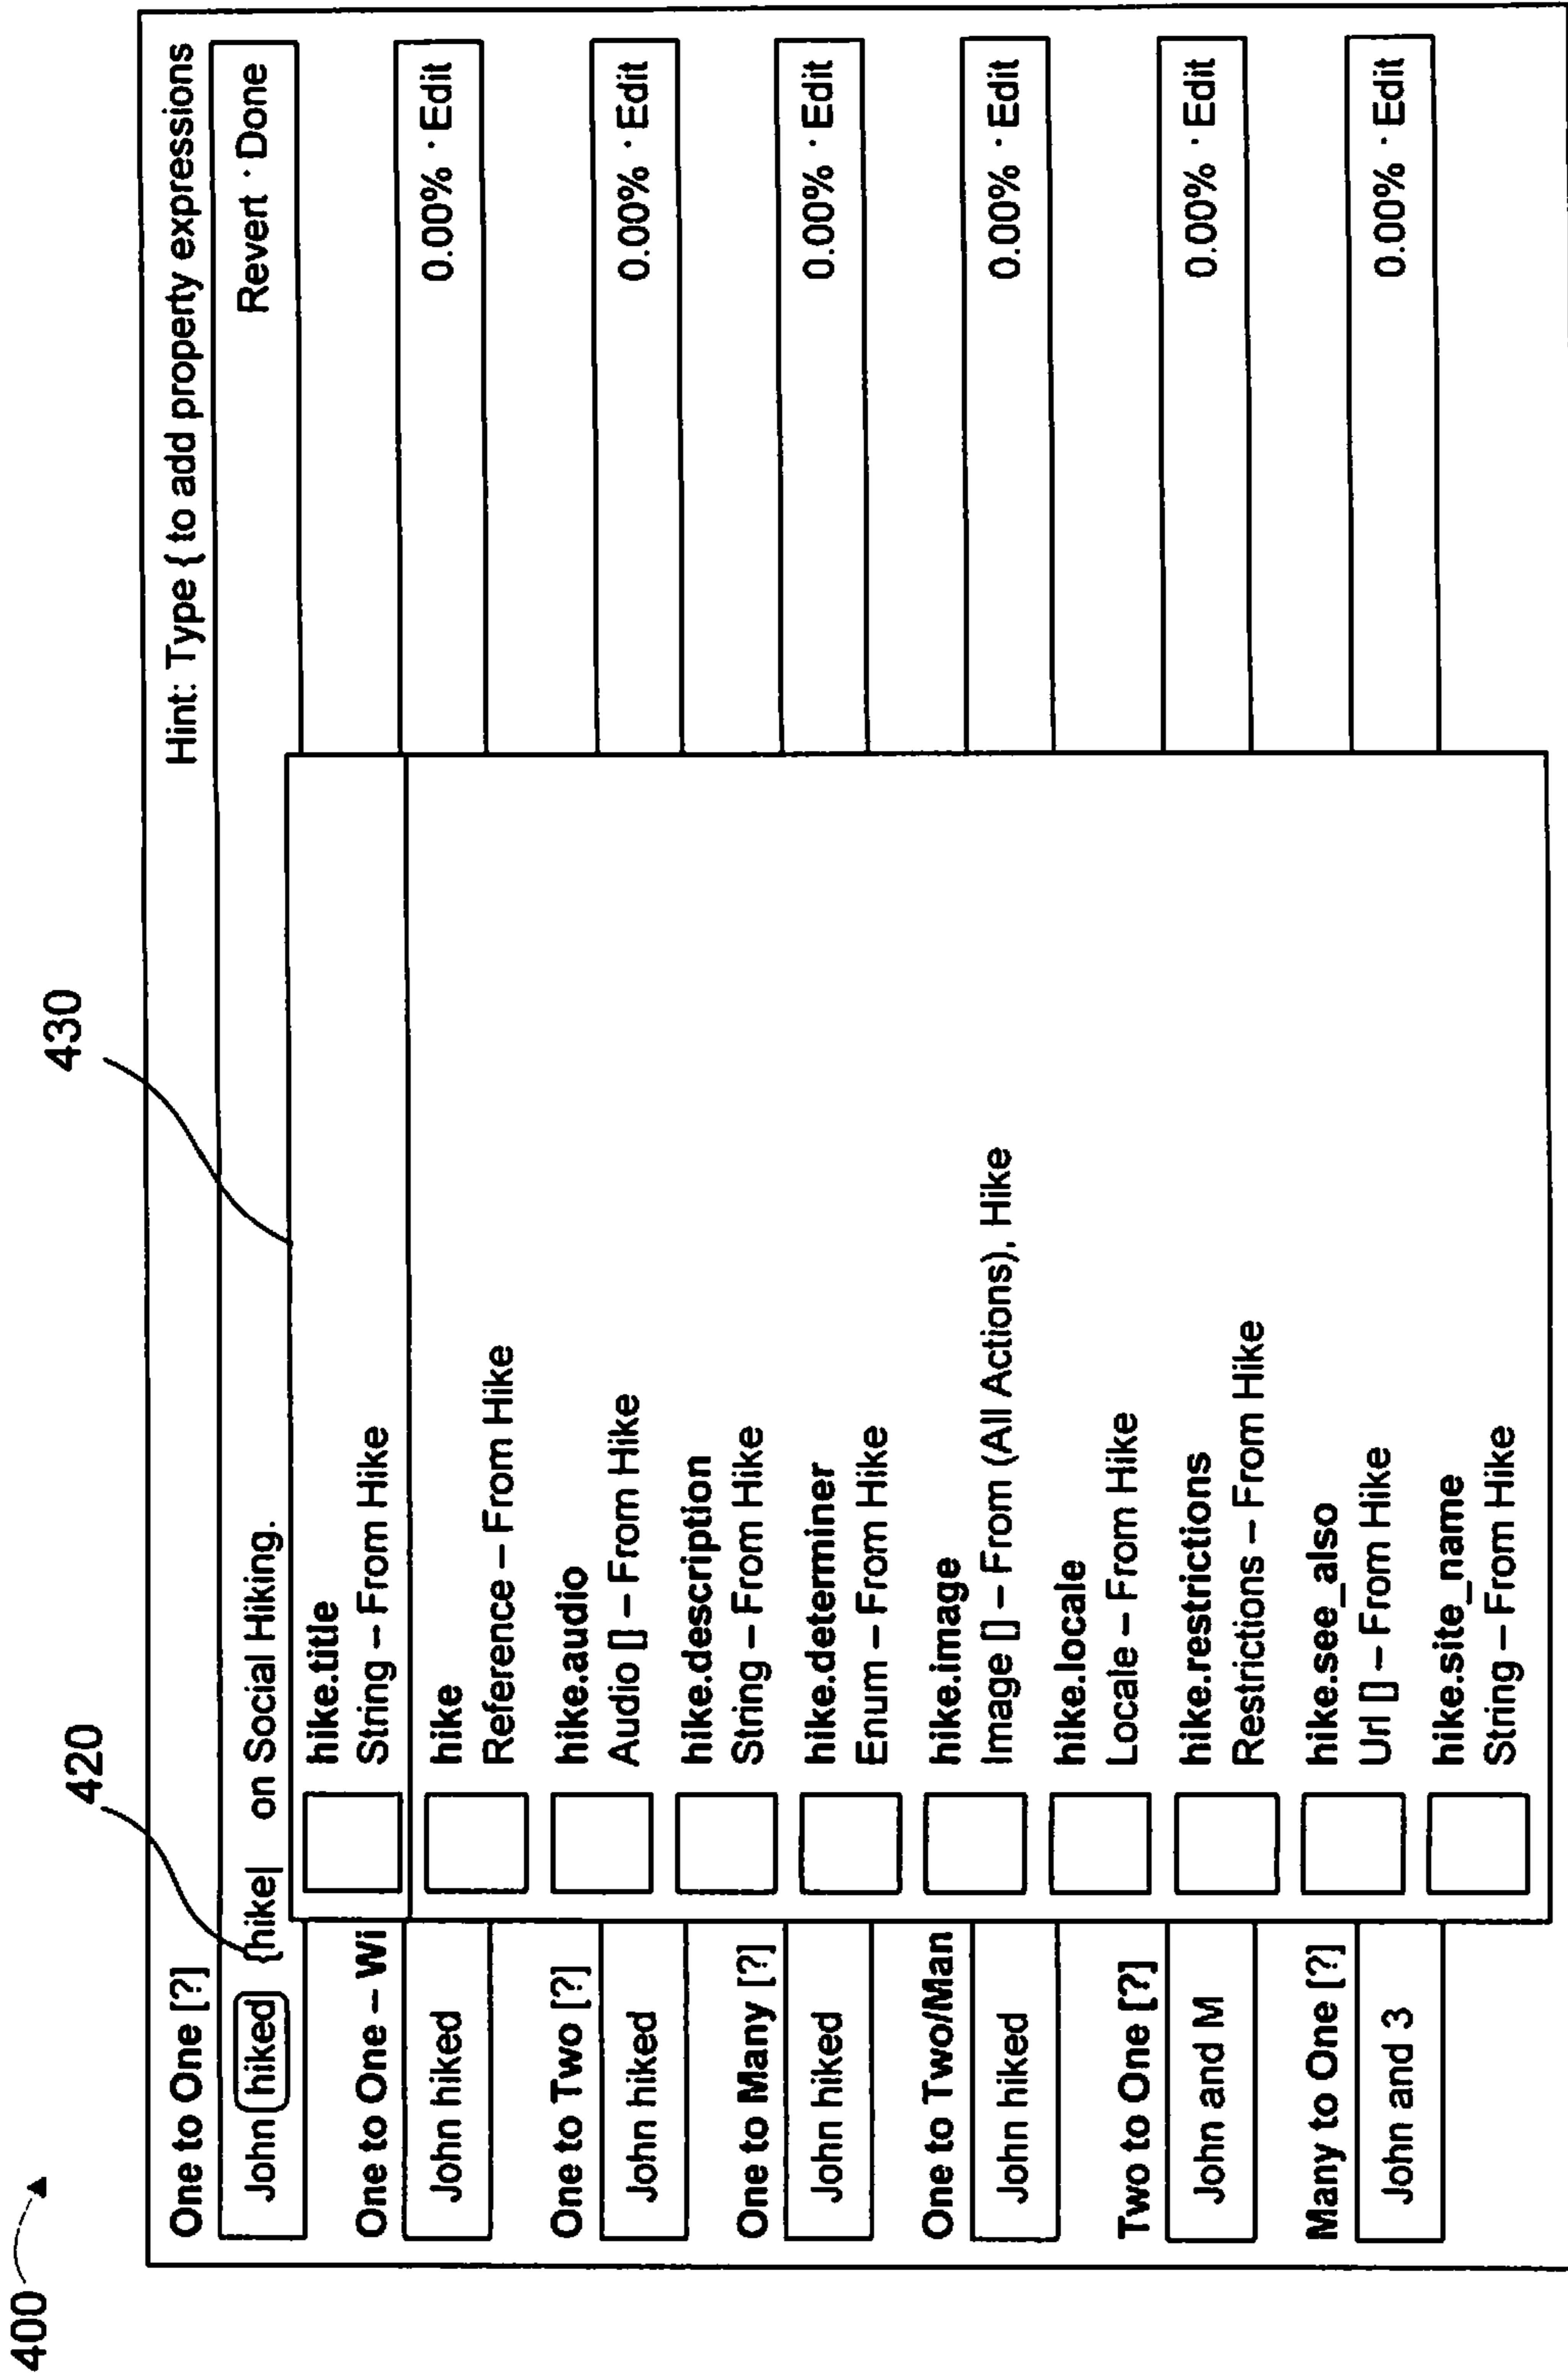 400
420
430
One to One [?] Hint: Type { to add property expressions
John hiked {hike| on Social Hiking. Revert · Done
hike.title
String – From Hike
hike
Reference – From Hike
hike.audio
Audio [] – From Hike
hike.description
String – From Hike
hike.determiner
Enum – From Hike
hike.image
Image [] – From (All Actions), Hike
hike.locale
Locale – From Hike
hike.restrictions
Restrictions – From Hike
hike.see_also
Url [] – From Hike
hike.site_name
String – From Hike
One to One – Wi
John hiked 0.00% · Edit
One to Two [?]
John hiked 0.00% · Edit
One to Many [?]
John hiked 0.00% · Edit
One to Two/Man
John hiked 0.00% · Edit
Two to One [?]
John and M 0.00% · Edit
Many to One [?]
John and 3 0.00% · Edit